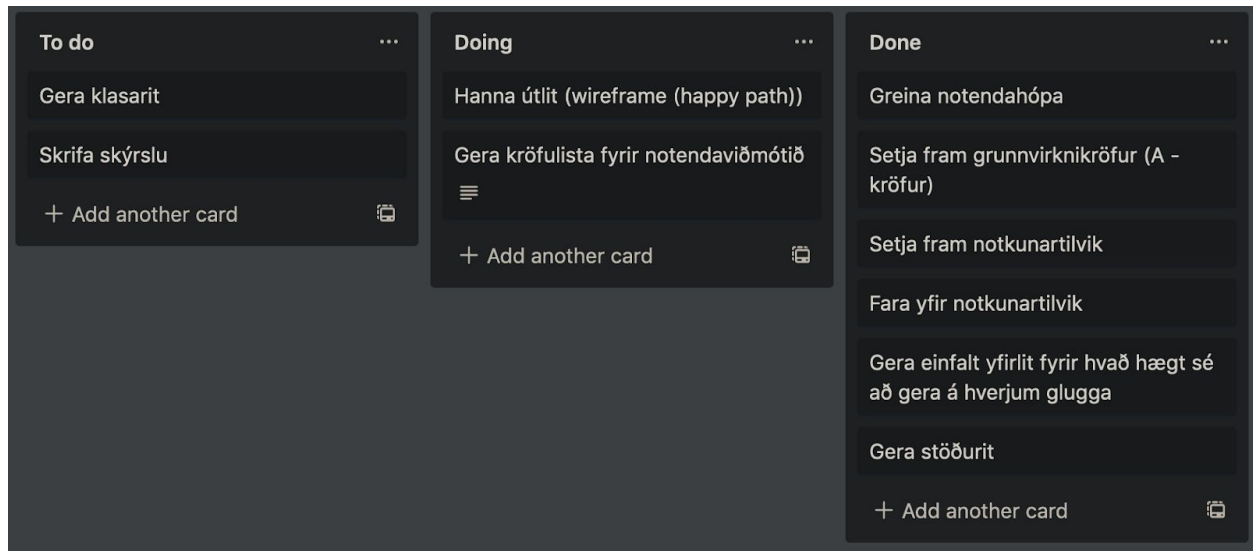 To do
Gera klasarit
Skrifa skýrslu
+ Add another card
Doing
Hanna útlit (wireframe (happy path))
Gera kröfulista fyrir notendaviðmótið
+ Add another card
Done
Greina notendahópa
Setja fram grunnvirknikröfur (A -
kröfur)
Setja fram notkunartilvik
Fara yfir notkunartilvik
Gera einfalt yfirlit fyrir hvað hægt sé
að gera á hverjum glugga
Gera stöðurit
+ Add another card